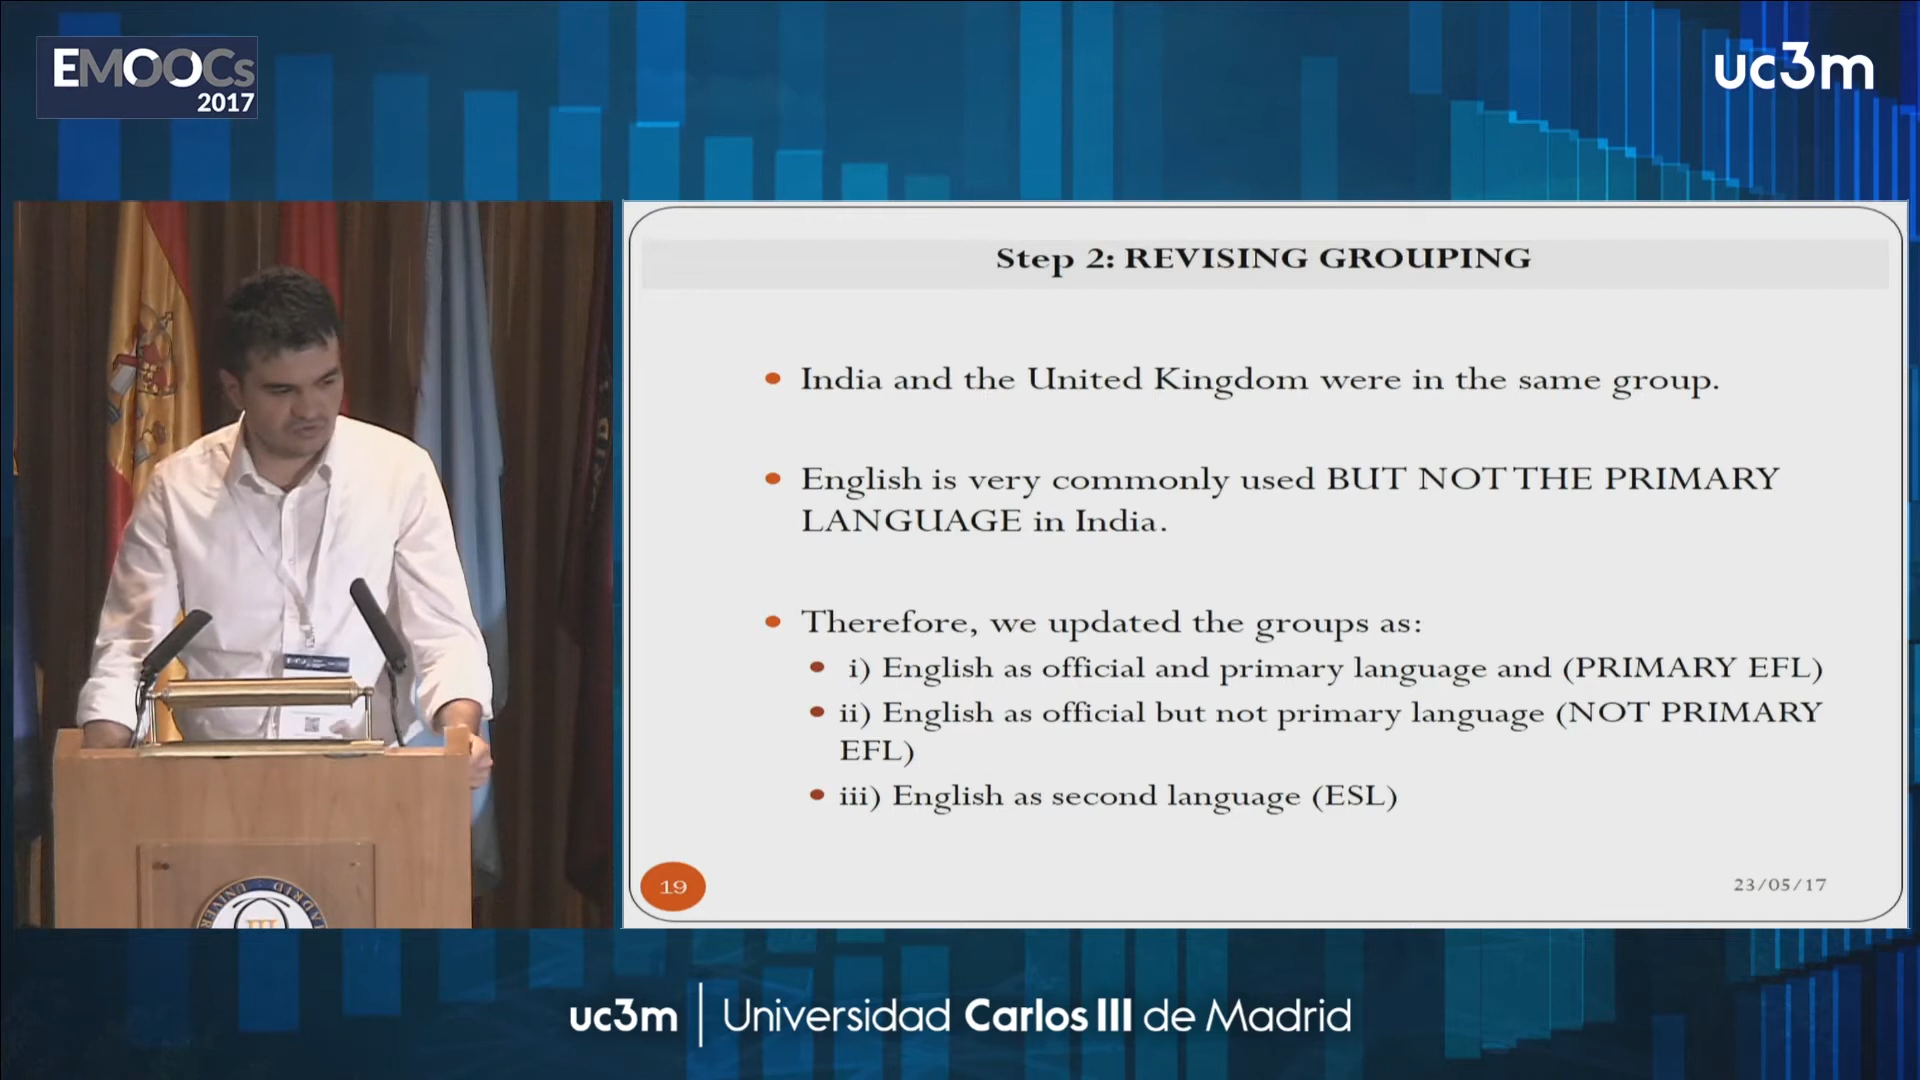 EMOOCs
2017
uc3m
Step 2: REVISING GROUPING
• India and the United Kingdom were in the same group.
• English is very commonly used BUT NOT THE PRIMARY
LANGUAGE in India.
• Therefore, we updated the groups as:
• i) English as official and primary language and (PRIMARY EFL)
• ii) English as official but not primary language (NOT PRIMARY
EFL)
• iii) English as second language (ESL)
19
23/05/17
uc3m | Universidad Carlos III de Madrid